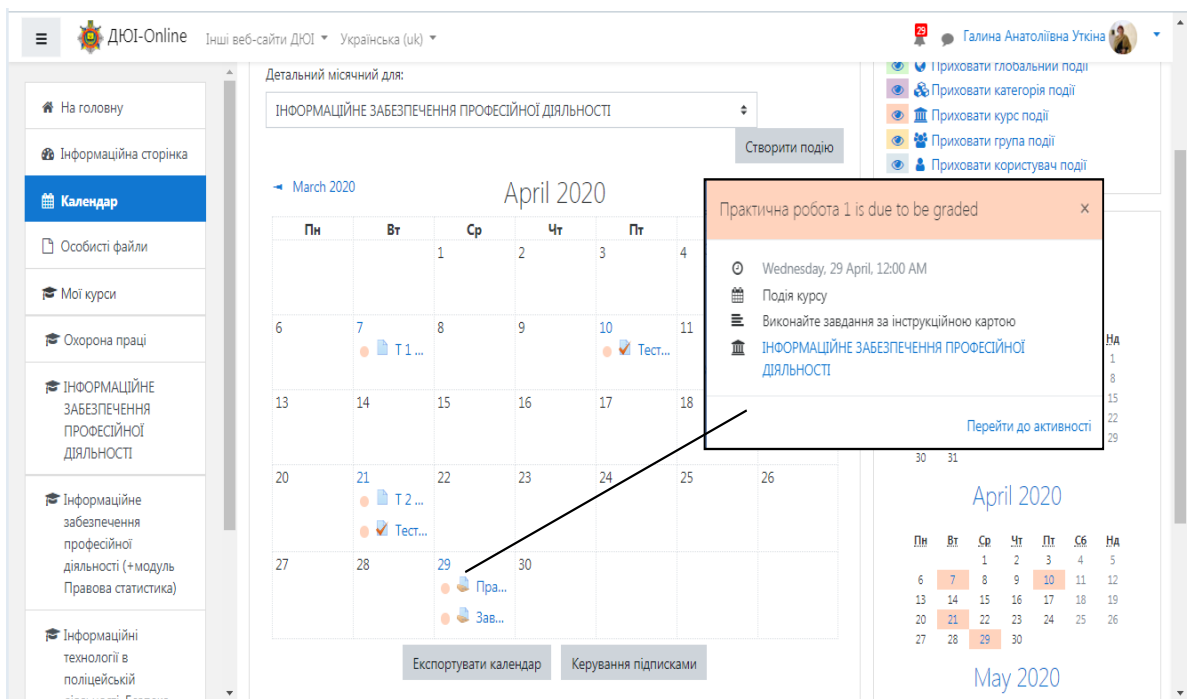 ДЮІ-Online
Інші веб-сайти ДЮІ
Українська (uk)
29
Галина Анатоліївна Уткіна
На головну
Інформаційна сторінка
Календар
Особисті файли
Мої курси
Охорона праці
ІНФОРМАЦІЙНЕ
ЗАБЕЗПЕЧЕННЯ
ПРОФЕСІЙНОЇ
ДІЯЛЬНОСТІ
Інформаційне
забезпечення
професійної
діяльності (+модуль
Правова статистика)
Інформаційні
технології в
поліцейській
Детальний місячний для:
ІНФОРМАЦІЙНЕ ЗАБЕЗПЕЧЕННЯ ПРОФЕСІЙНОЇ ДІЯЛЬНОСТІ
Створити подію
◄ March 2020
April 2020
Пн Вт Ср Чт Пт
1 2 3 4
6 7 8 9 10 11
Т 1 ... Тест...
13 14 15 16 17 18
20 21 22 23 24 25 26
Т 2 ...
Тест...
27 28 29 30
Пра...
Зав...
Експортувати календар
Керування підписками
Практична робота 1 is due to be graded ×
Wednesday, 29 April, 12:00 AM
Подія курсу
Виконайте завдання за інструкційною картою
ІНФОРМАЦІЙНЕ ЗАБЕЗПЕЧЕННЯ ПРОФЕСІЙНОЇ
ДІЯЛЬНОСТІ
Перейти до активності
Приховати глобальний події
Приховати категорія події
Приховати курс події
Приховати група події
Приховати користувач події
Нд
1
8
15
22
29
30 31
April 2020
Пн Вт Ср Чт Пт Сб Нд
1 2 3 4 5
6 7 8 9 10 11 12
13 14 15 16 17 18 19
20 21 22 23 24 25 26
27 28 29 30
May 2020